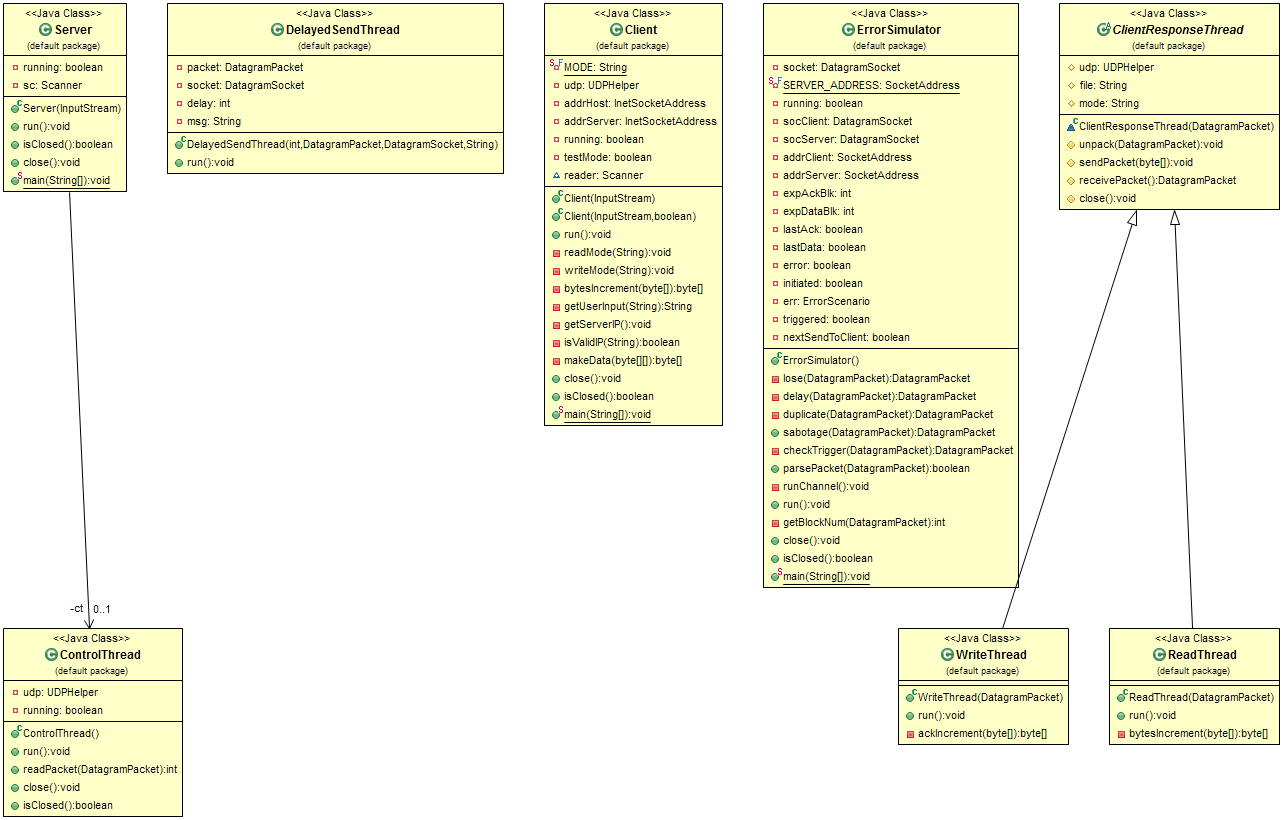 <<Java Class>>
Server
(default package)
running: boolean
sc: Scanner
Server(InputStream)
run():void
isClosed():boolean
close():void
main(String[]):void
<<Java Class>>
DelayedSendThread
(default package)
packet: DatagramPacket
socket: DatagramSocket
delay: int
msg: String
DelayedSendThread(int,DatagramPacket,DatagramSocket,String)
run():void
<<Java Class>>
Client
(default package)
MODE: String
udp: UDPHelper
addrHost: InetSocketAddress
addrServer: InetSocketAddress
running: boolean
testMode: boolean
reader: Scanner
Client(InputStream)
Client(InputStream,boolean)
run():void
readMode(String):void
writeMode(String):void
bytesIncrement(byte[]):byte[]
getUserInput(String):String
getServerIP():void
isValidIP(String):boolean
makeData(byte[][]):byte[]
close():void
isClosed():boolean
main(String[]):void
<<Java Class>>
ErrorSimulator
(default package)
socket: DatagramSocket
SERVER_ADDRESS: SocketAddress
running: boolean
socClient: DatagramSocket
socServer: DatagramSocket
addrClient: SocketAddress
addrServer: SocketAddress
expAckBlk: int
expDataBlk: int
lastAck: boolean
lastData: boolean
error: boolean
initiated: boolean
err: ErrorScenario
triggered: boolean
nextSendToClient: boolean
ErrorSimulator()
lose(DatagramPacket):DatagramPacket
delay(DatagramPacket):DatagramPacket
duplicate(DatagramPacket):DatagramPacket
sabotage(DatagramPacket):DatagramPacket
checkTrigger(DatagramPacket):DatagramPacket
parsePacket(DatagramPacket):boolean
runChannel():void
run():void
getBlockNum(DatagramPacket):int
close():void
isClosed():boolean
main(String[]):void
<<Java Class>>
ClientResponseThread
(default package)
udp: UDPHelper
file: String
mode: String
ClientResponseThread(DatagramPacket)
unpack(DatagramPacket):void
sendPacket(byte[]):void
receivePacket():DatagramPacket
close():void
-ct 0..1
<<Java Class>>
ControlThread
(default package)
udp: UDPHelper
running: boolean
ControlThread()
run():void
readPacket(DatagramPacket):int
close():void
isClosed():boolean
<<Java Class>>
WriteThread
(default package)
WriteThread(DatagramPacket)
run():void
ackIncrement(byte[]):byte[]
<<Java Class>>
ReadThread
(default package)
ReadThread(DatagramPacket)
run():void
bytesIncrement(byte[]):byte[]